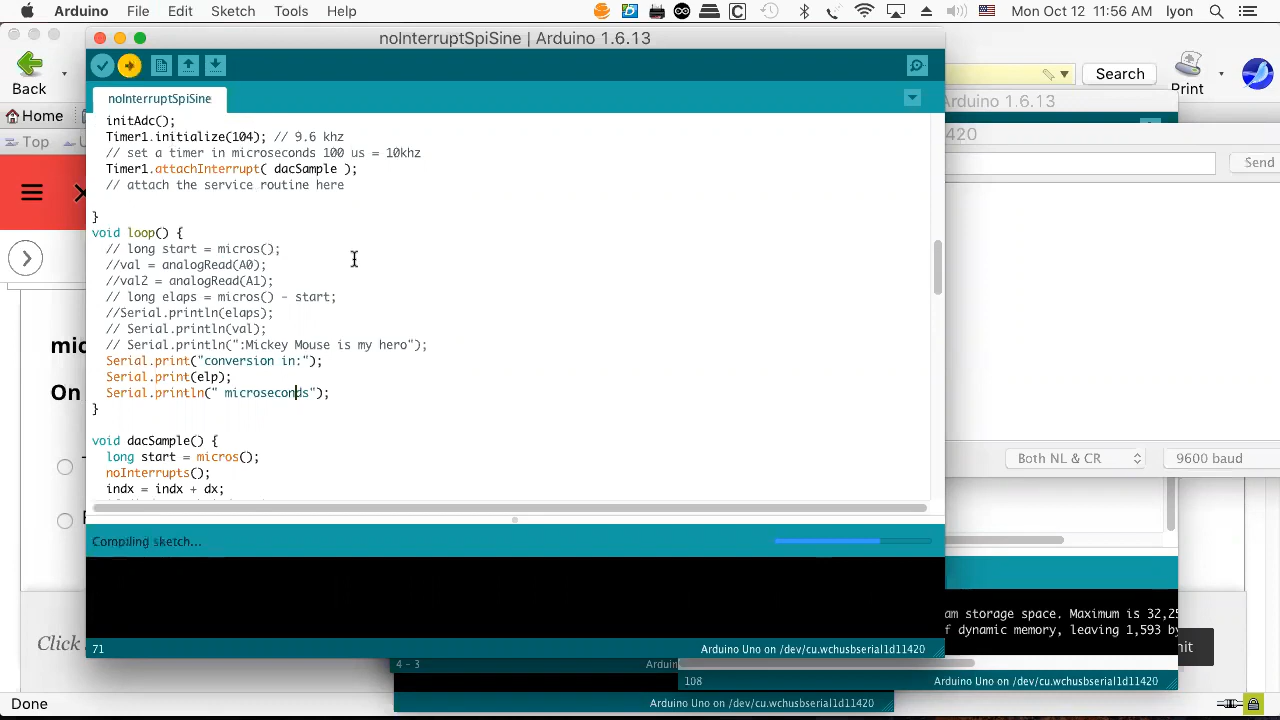 Arduino File Edit Sketch Tools Help Mon Oct 12 11:56 AM lyon
noInterruptSpiSine | Arduino 1.6.13
Back
Search
Print
noInterruptSpiSine
Arduino 1.6.13
Home
Top
Send
initAdc();
Timer1.initialize(104); // 9.6 khz
// set a timer in microseconds 100 us = 10khz
Timer1.attachInterrupt( dacSample );
// attach the service routine here
}
void loop() {
// long start = micros();
//val = analogRead(A0);
//val2 = analogRead(A1);
// long elaps = micros() - start;
//Serial.println(elaps);
// Serial.println(val);
// Serial.println(":Mickey Mouse is my hero");
Serial.print("conversion in:");
Serial.print(elp);
Serial.println(" microseconds");
}
void dacSample() {
long start = micros();
noInterrupts();
indx = indx + dx;
mic
On
Both NL & CR
9600 baud
Compiling sketch...
am storage space. Maximum is 32,25
f dynamic memory, leaving 1,593 by
Click
71
Arduino Uno on /dev/cu.wchusbserial1d11420
4 - 3
Arduin
108
Arduino Uno on /dev/cu.wchusbserial1d11420
Arduino Uno on /dev/cu.wchusbserial1d11420
Done